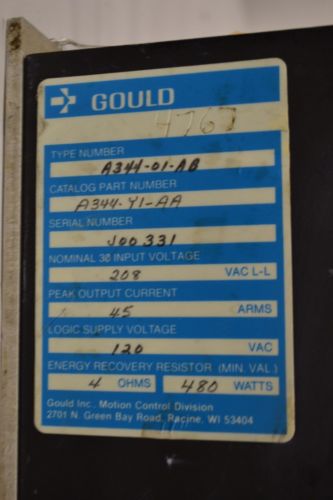 GOULD
4767
TYPE NUMBER
A344-01-AB
CATALOG PART NUMBER
A344-Y1-AA
SERIAL NUMBER
J00331
NOMINAL 3Ø INPUT VOLTAGE
208 VAC L-L
PEAK OUTPUT CURRENT
45 ARMS
LOGIC SUPPLY VOLTAGE
120 VAC
ENERGY RECOVERY RESISTOR (MIN. VAL.)
4 OHMS 480 WATTS
Gould Inc., Motion Control Division
2701 N. Green Bay Road, Racine, WI 53404